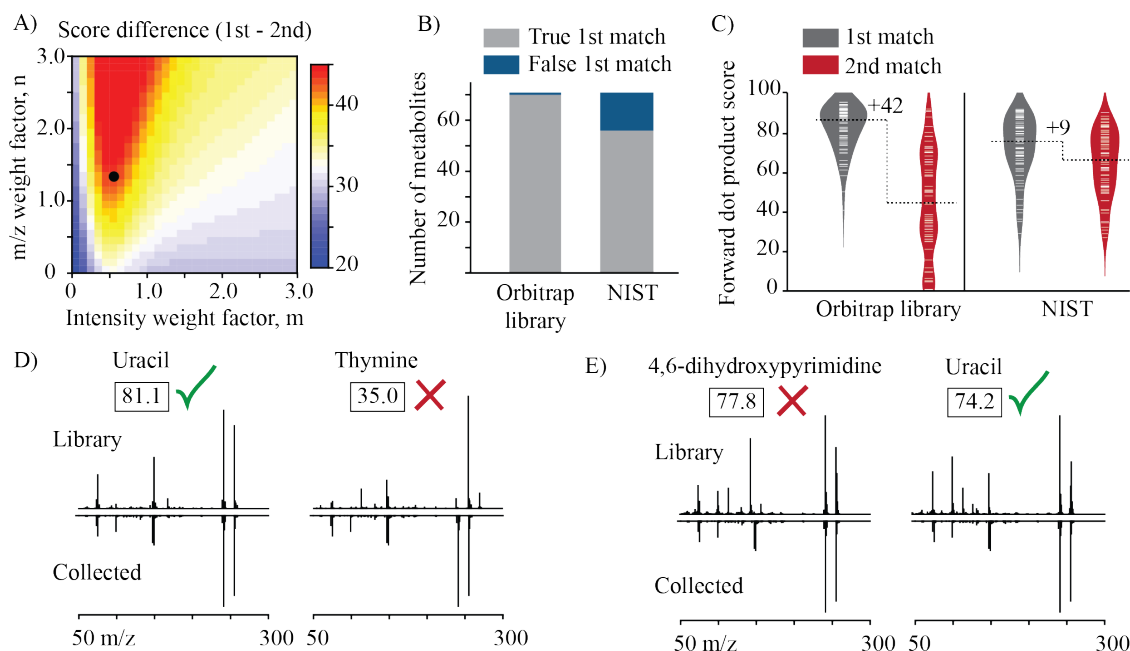 A)
Score difference (1st - 2nd)
m/z weight factor, n
3.0
2.0
1.0
0
0
1.0
2.0
3.0
Intensity weight factor, m
40
30
20
B)
True 1st match
False 1st match
Number of metabolites
60
40
20
Orbitrap
library
NIST
C)
1st match
2nd match
Forward dot product score
100
80
60
40
20
0
+42
+9
Orbitrap library
NIST
D)
Uracil
81.1
Thymine
35.0
Library
Collected
50 m/z
300
50
300
E)
4,6-dihydroxypyrimidine
77.8
Uracil
74.2
Library
Collected
50 m/z
300
50
300